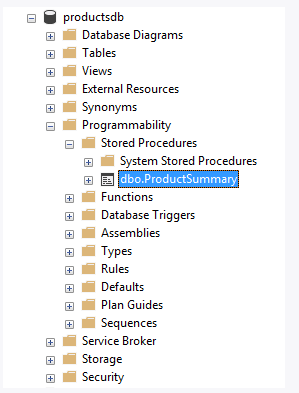 productsdb
Database Diagrams
Tables
Views
External Resources
Synonyms
Programmability
Stored Procedures
System Stored Procedures
dbo.ProductSummary
Functions
Database Triggers
Assemblies
Types
Rules
Defaults
Plan Guides
Sequences
Service Broker
Storage
Security